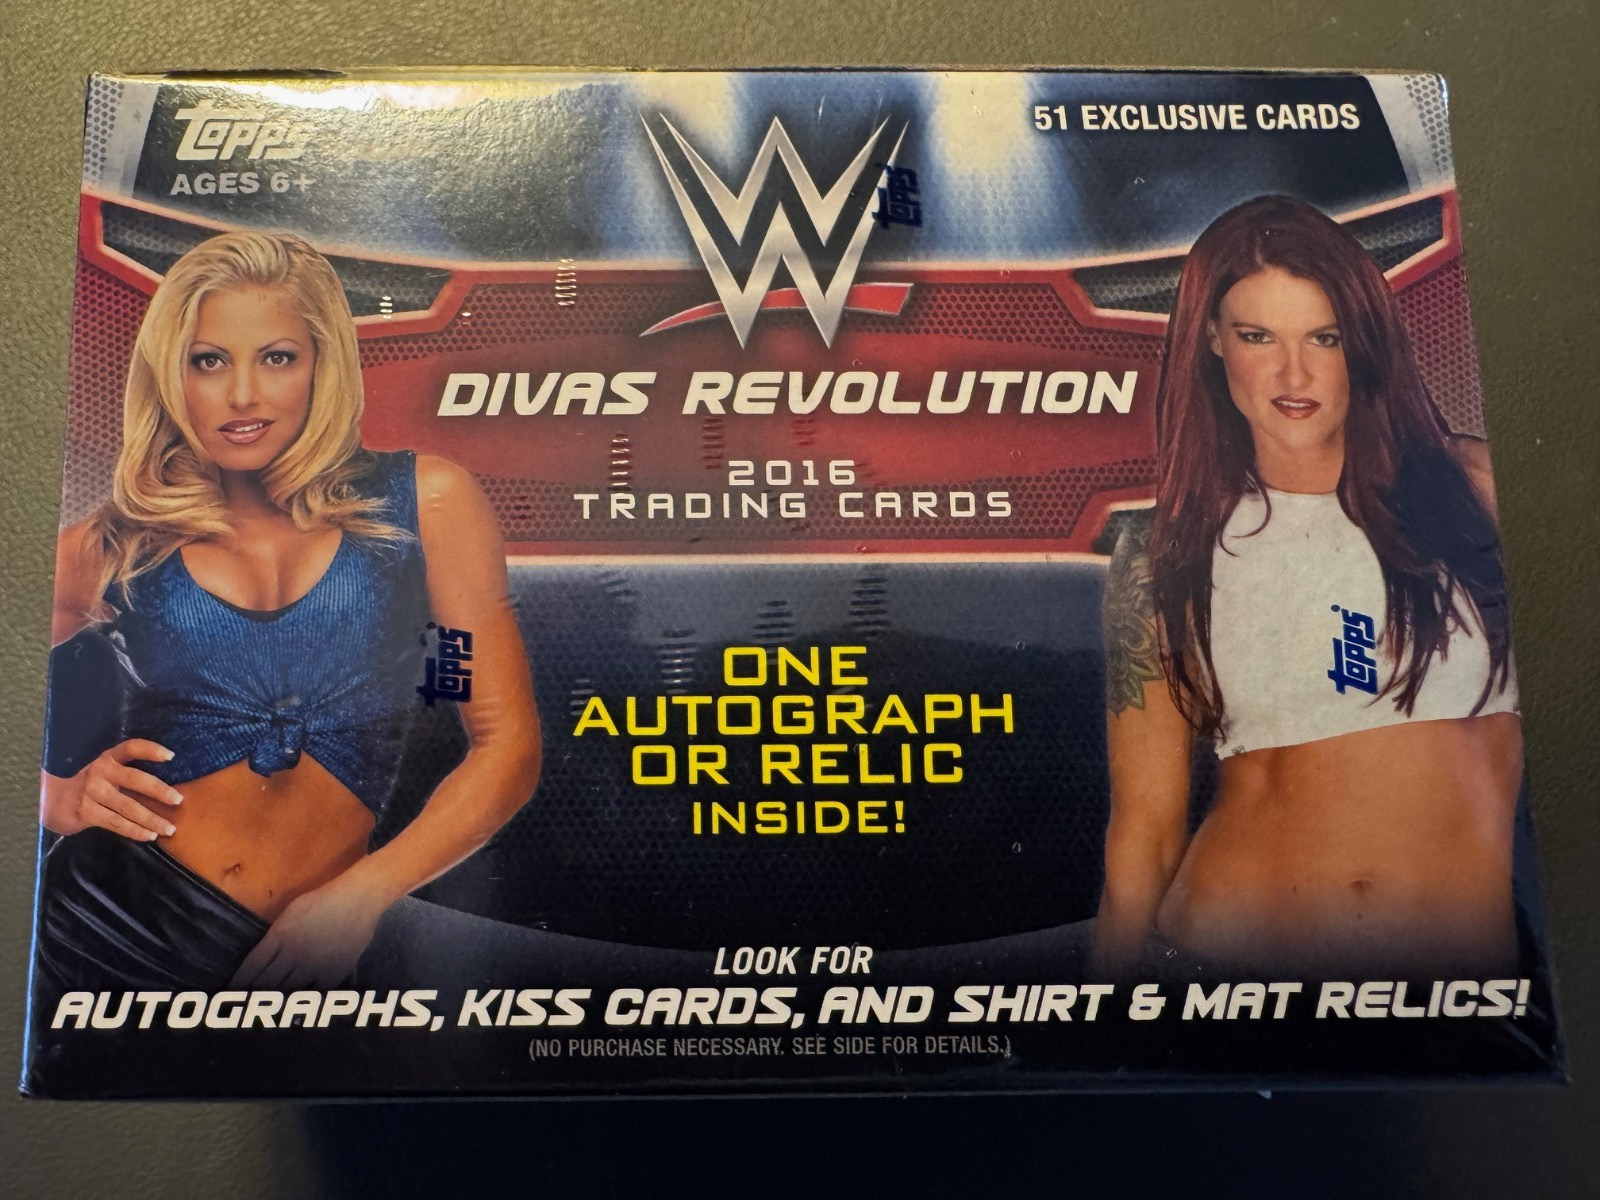 Topps
AGES 6+
51 EXCLUSIVE CARDS
W
Topps
DIVAS REVOLUTION
2016
TRADING CARDS
ONE
AUTOGRAPH
OR RELIC
INSIDE!
Topps
Topps
LOOK FOR
AUTOGRAPHS, KISS CARDS, AND SHIRT & MAT RELICS!
(NO PURCHASE NECESSARY. SEE SIDE FOR DETAILS.)